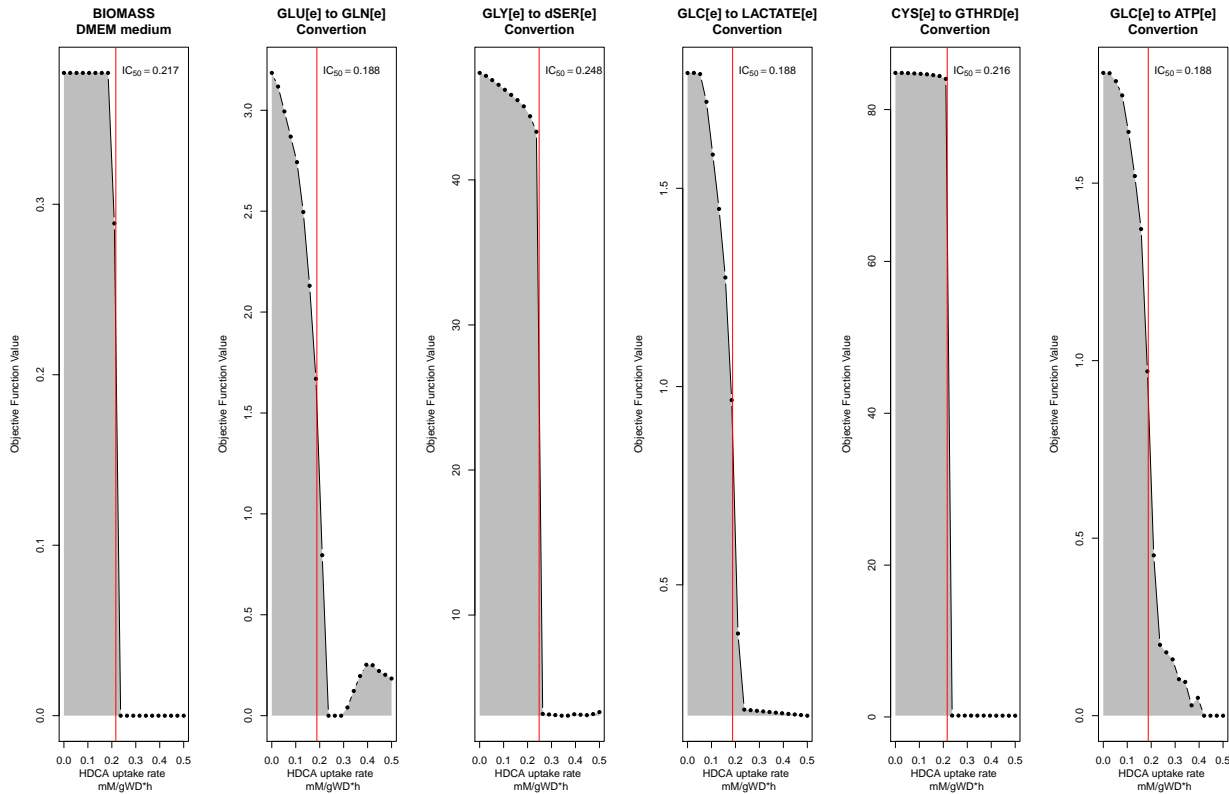 BIOMASS
DMEM medium
IC50 = 0.217
Objective Function Value
0.3
0.2
0.1
0.0
0.0 0.1 0.2 0.3 0.4 0.5
HDCA uptake rate
mM/gWD*h
GLU[e] to GLN[e]
Convertion
IC50 = 0.188
Objective Function Value
3.0
2.5
2.0
1.5
1.0
0.5
0.0
0.0 0.1 0.2 0.3 0.4 0.5
HDCA uptake rate
mM/gWD*h
GLY[e] to dSER[e]
Convertion
IC50 = 0.248
Objective Function Value
40
30
20
10
0.0 0.1 0.2 0.3 0.4 0.5
HDCA uptake rate
mM/gWD*h
GLC[e] to LACTATE[e]
Convertion
IC50 = 0.188
Objective Function Value
1.5
1.0
0.5
0.0 0.1 0.2 0.3 0.4 0.5
HDCA uptake rate
mM/gWD*h
CYS[e] to GTHRD[e]
Convertion
IC50 = 0.216
Objective Function Value
80
60
40
20
0
0.0 0.1 0.2 0.3 0.4 0.5
HDCA uptake rate
mM/gWD*h
GLC[e] to ATP[e]
Convertion
IC50 = 0.188
Objective Function Value
1.5
1.0
0.5
0.0
0.0 0.1 0.2 0.3 0.4 0.5
HDCA uptake rate
mM/gWD*h